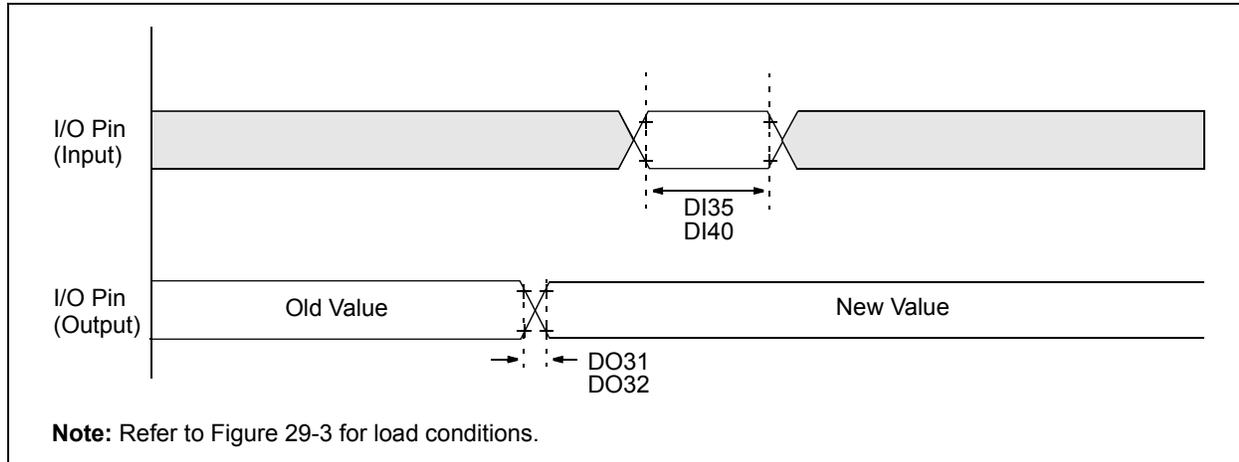 I/O Pin
(Input)
DI35
DI40
I/O Pin
(Output)
Old Value
New Value
DO31
DO32
Note: Refer to Figure 29-3 for load conditions.